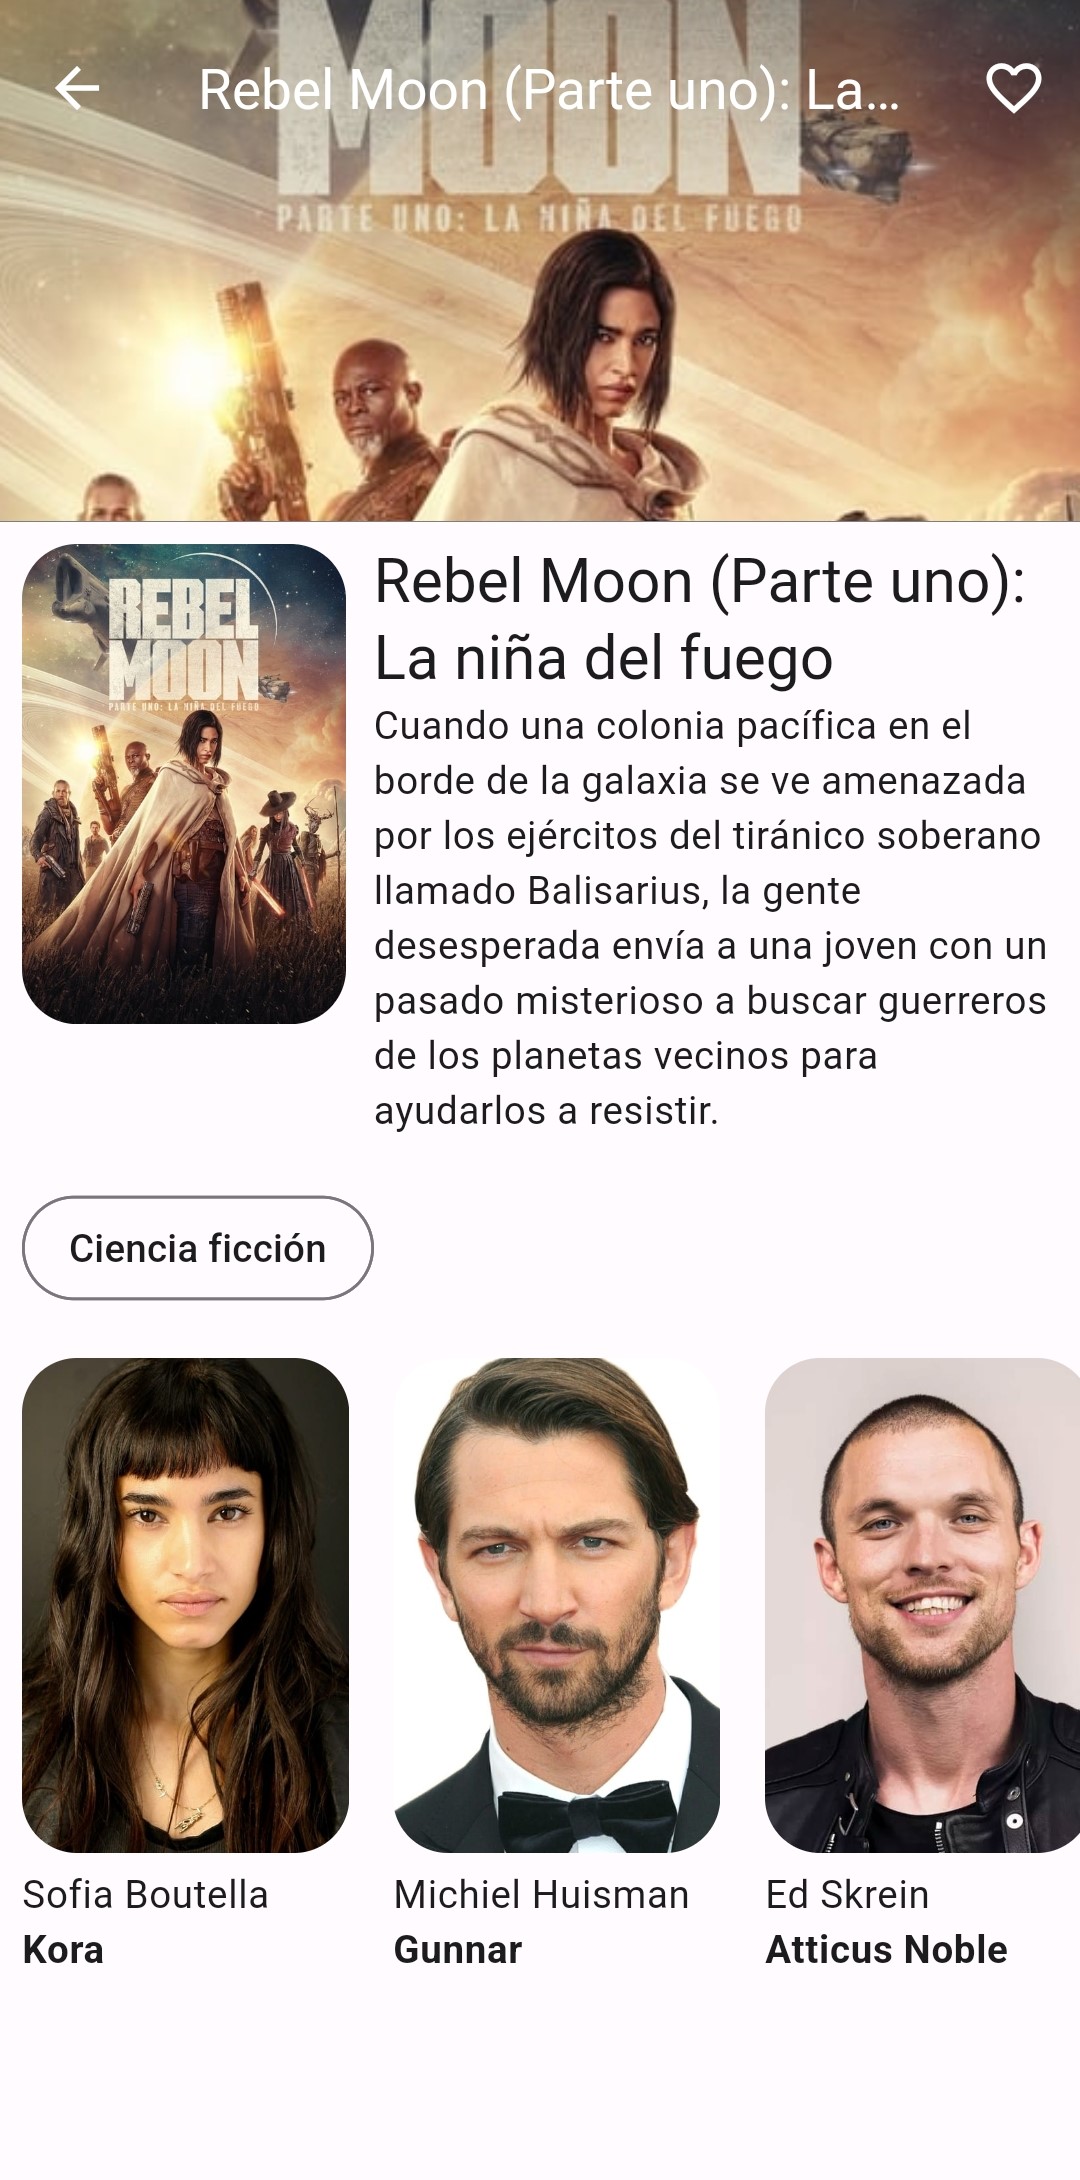 MOON
PARTE UNO: LA NIÑA DEL FUEGO
Rebel Moon (Parte uno): La...
REBEL
MOON
PARTE UNO: LA NIÑA DEL FUEGO
Rebel Moon (Parte uno):
La niña del fuego
Cuando una colonia pacífica en el
borde de la galaxia se ve amenazada
por los ejércitos del tiránico soberano
llamado Balisarius, la gente
desesperada envía a una joven con un
pasado misterioso a buscar guerreros
de los planetas vecinos para
ayudarlos a resistir.
Ciencia ficción
Sofia Boutella
Kora
Michiel Huisman
Gunnar
Ed Skrein
Atticus Noble